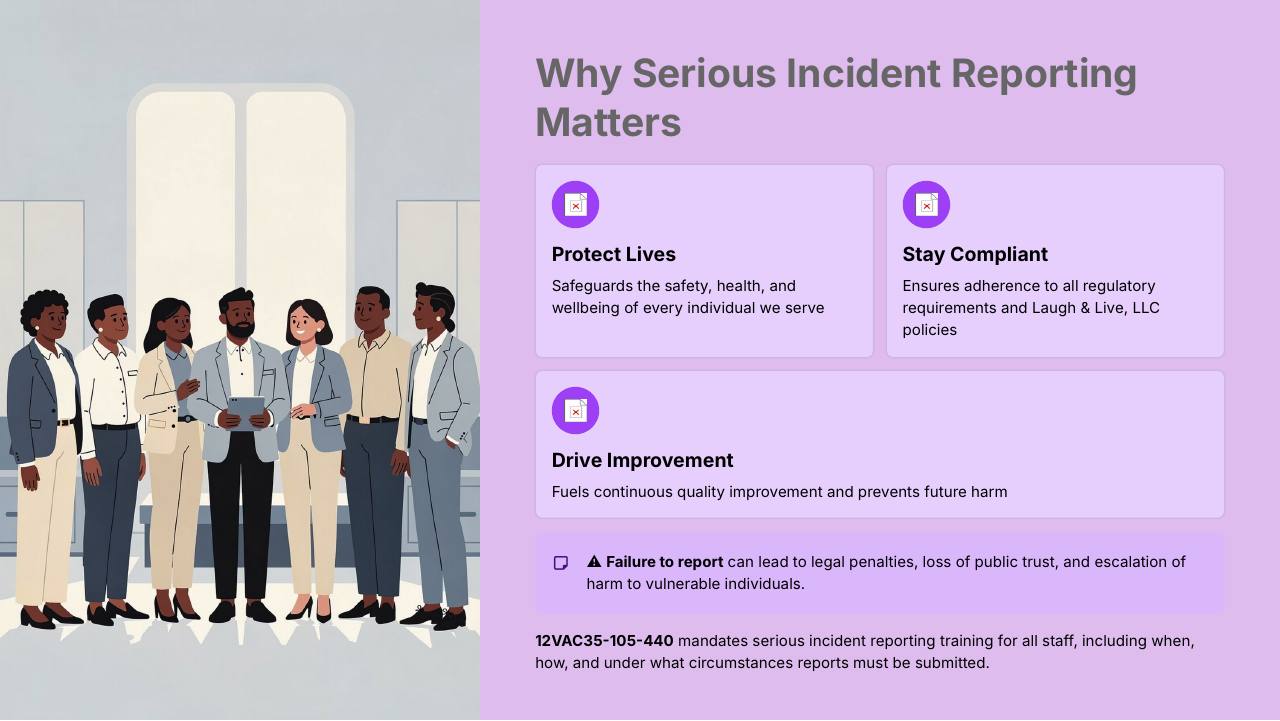 Why Serious Incident Reporting
Matters
Protect Lives
Safeguards the safety, health, and
wellbeing of every individual we serve
Stay Compliant
Ensures adherence to all regulatory
requirements and Laugh & Live, LLC
policies
Drive Improvement
Fuels continuous quality improvement and prevents future harm
⚠ Failure to report can lead to legal penalties, loss of public trust, and escalation of
harm to vulnerable individuals.
12VAC35-105-440 mandates serious incident reporting training for all staff, including when,
how, and under what circumstances reports must be submitted.